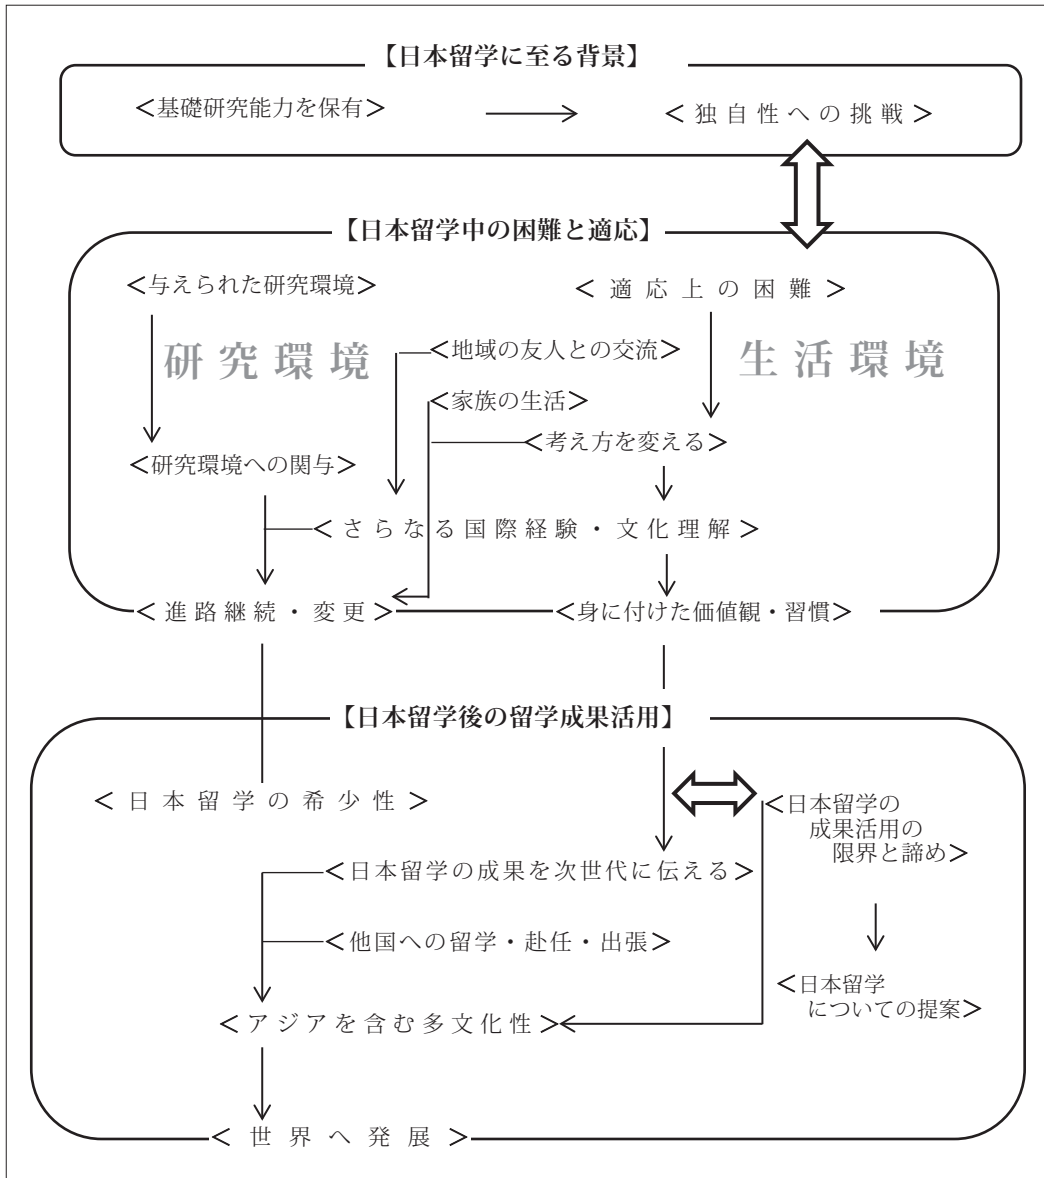 【日本留学に至る背景】
＜基礎研究能力を保有＞
＜独自性への挑戦＞
【日本留学中の困難と適応】
＜与えられた研究環境＞
＜適応上の困難＞
研究環境
＜地域の友人との交流＞
生活環境
＜家族の生活＞
＜考え方を変える＞
＜研究環境への関与＞
＜さらなる国際経験・文化理解＞
＜進路継続・変更＞
＜身に付けた価値観・習慣＞
【日本留学後の留学成果活用】
＜日本留学の希少性＞
＜日本留学の
成果活用の
限界と諦め＞
＜日本留学の成果を次世代に伝える＞
＜他国への留学・赴任・出張＞
＜日本留学
についての提案＞
＜アジアを含む多文化性＞
＜世界へ発展＞